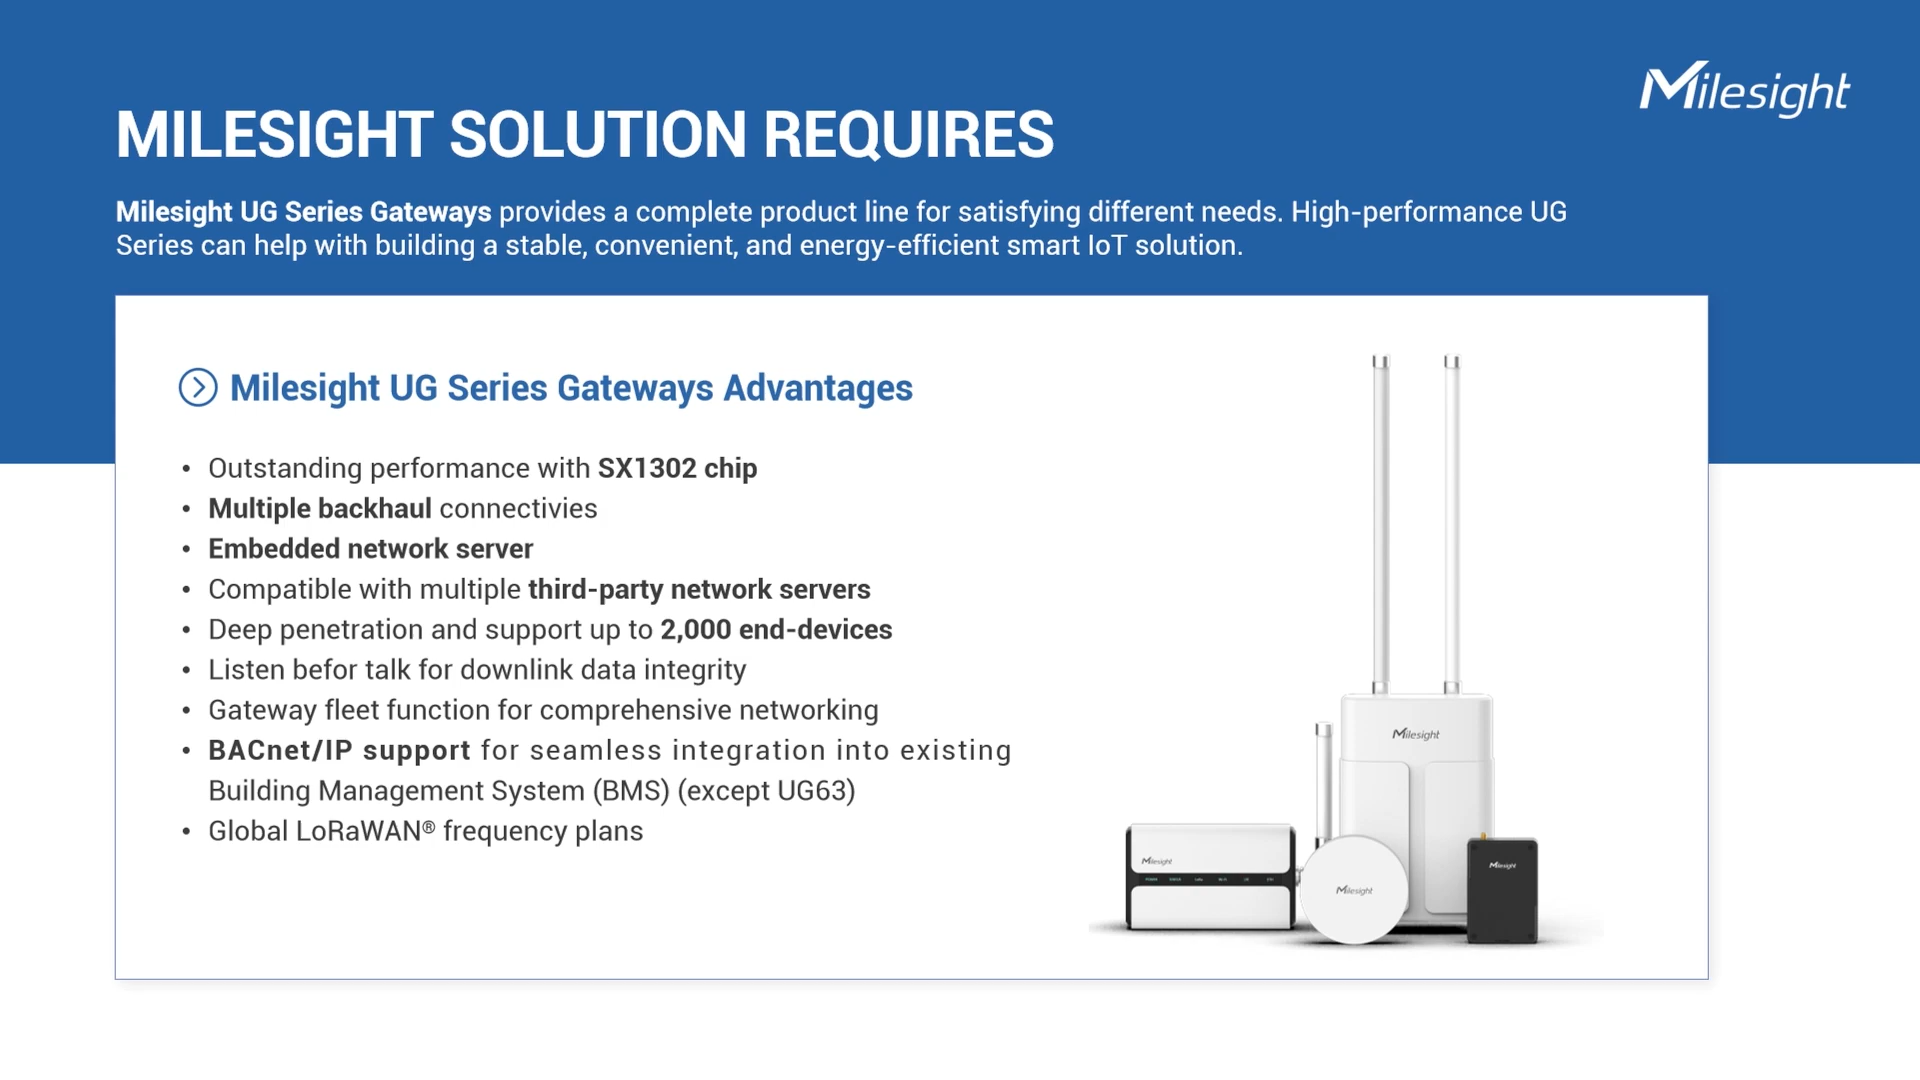 Milesight
MILESIGHT SOLUTION REQUIRES
Milesight UG Series Gateways provides a complete product line for satisfying different needs. High-performance UG
Series can help with building a stable, convenient, and energy-efficient smart IoT solution.
Milesight UG Series Gateways Advantages
• Outstanding performance with SX1302 chip
• Multiple backhaul connectivies
• Embedded network server
• Compatible with multiple third-party network servers
• Deep penetration and support up to 2,000 end-devices
• Listen befor talk for downlink data integrity
• Gateway fleet function for comprehensive networking
• BACnet/IP support for seamless integration into existing
Building Management System (BMS) (except UG63)
• Global LoRaWAN® frequency plans
Milesight
Milesight
Milesight
Milesight